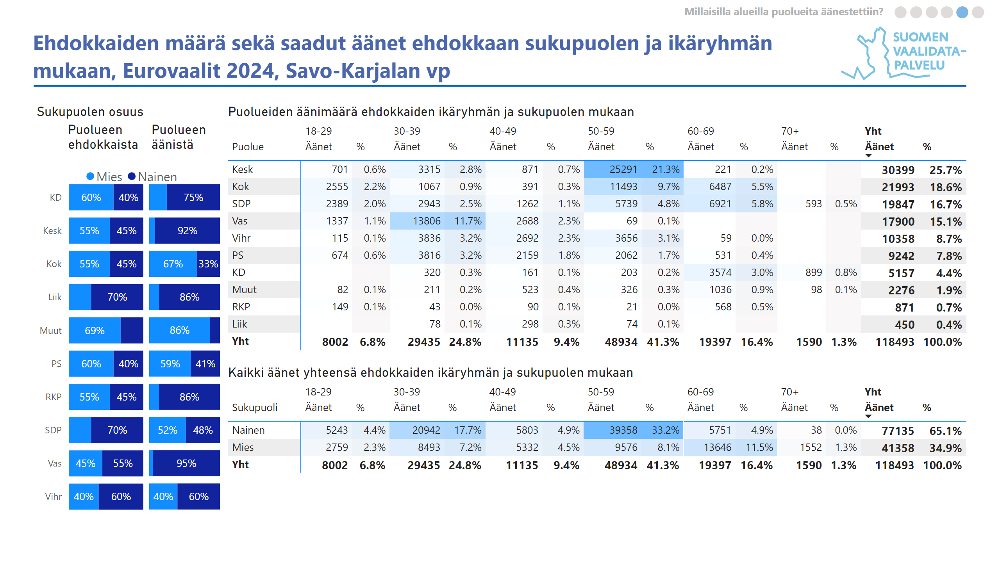 Millaisilla alueilla puolueita äänestettiin?
Ehdokkaiden määrä sekä saadut äänet ehdokkaan sukupuolen ja ikäryhmän
mukaan, Eurovaalit 2024, Savo-Karjalan vp
SUOMEN
VAALIDATA-
PALVELU
Sukupuolen osuus
Puolueen ehdokkaista
Puolueen äänistä
Mies Nainen
KD 60% 40% 75%
Kesk 55% 45% 92%
Kok 55% 45% 67% 33%
Liik 70% 86%
Muut 69% 86%
PS 60% 40% 59% 41%
RKP 55% 45% 86%
SDP 70% 52% 48%
Vas 45% 55% 95%
Vihr 40% 60% 40% 60%
Puolueiden äänimäärä ehdokkaiden ikäryhmän ja sukupuolen mukaan
18-29 30-39 40-49 50-59 60-69 70+ Yht
Puolue Äänet % Äänet % Äänet % Äänet % Äänet % Äänet % Äänet %
Kesk 701 0.6% 3315 2.8% 871 0.7% 25291 21.3% 221 0.2% 30399 25.7%
Kok 2555 2.2% 1067 0.9% 391 0.3% 11493 9.7% 6487 5.5% 21993 18.6%
SDP 2389 2.0% 2943 2.5% 1262 1.1% 5739 4.8% 6921 5.8% 593 0.5% 19847 16.7%
Vas 1337 1.1% 13806 11.7% 2688 2.3% 69 0.1% 17900 15.1%
Vihr 115 0.1% 3836 3.2% 2692 2.3% 3656 3.1% 59 0.0% 10358 8.7%
PS 674 0.6% 3816 3.2% 2159 1.8% 2062 1.7% 531 0.4% 9242 7.8%
KD 320 0.3% 161 0.1% 203 0.2% 3574 3.0% 899 0.8% 5157 4.4%
Muut 82 0.1% 211 0.2% 523 0.4% 326 0.3% 1036 0.9% 98 0.1% 2276 1.9%
RKP 149 0.1% 43 0.0% 90 0.1% 21 0.0% 568 0.5% 871 0.7%
Liik 78 0.1% 298 0.3% 74 0.1% 450 0.4%
Yht 8002 6.8% 29435 24.8% 11135 9.4% 48934 41.3% 19397 16.4% 1590 1.3% 118493 100.0%
Kaikki äänet yhteensä ehdokkaiden ikäryhmän ja sukupuolen mukaan
18-29 30-39 40-49 50-59 60-69 70+ Yht
Sukupuoli Äänet % Äänet % Äänet % Äänet % Äänet % Äänet % Äänet %
Nainen 5243 4.4% 20942 17.7% 5803 4.9% 39358 33.2% 5751 4.9% 38 0.0% 77135 65.1%
Mies 2759 2.3% 8493 7.2% 5332 4.5% 9576 8.1% 13646 11.5% 1552 1.3% 41358 34.9%
Yht 8002 6.8% 29435 24.8% 11135 9.4% 48934 41.3% 19397 16.4% 1590 1.3% 118493 100.0%